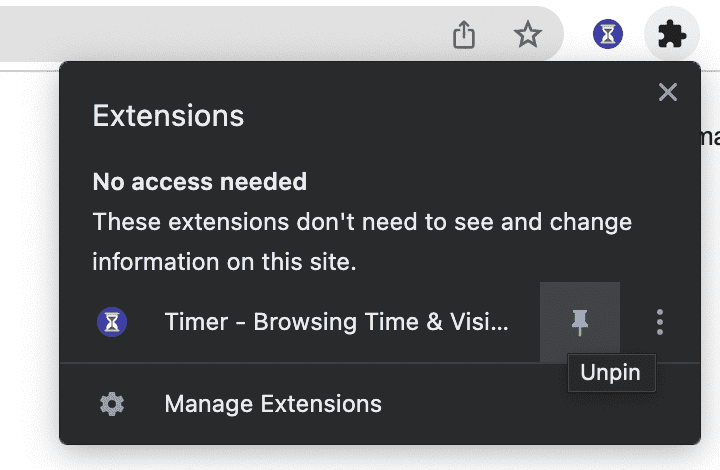 Extensions
No access needed
These extensions don't need to see and change
information on this site.
Timer - Browsing Time & Visi...
Unpin
Manage Extensions